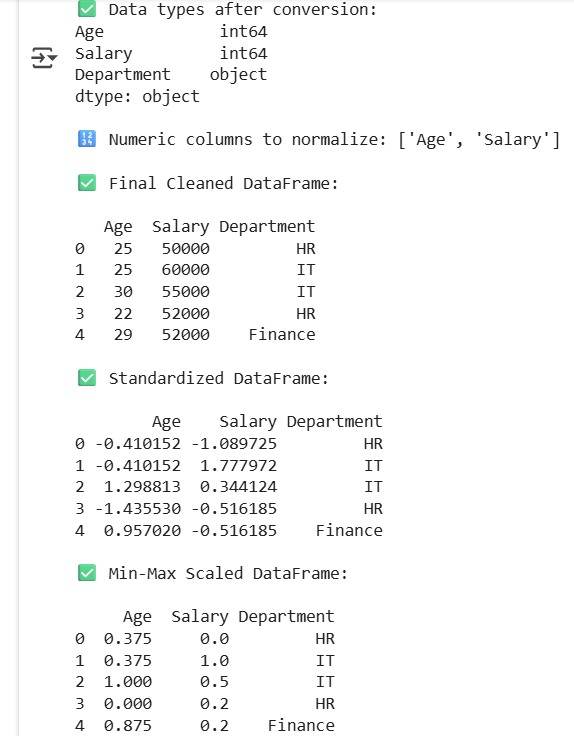 ✅ Data types after conversion:
Age            int64
Salary         int64
Department    object
dtype: object
🔢 Numeric columns to normalize: ['Age', 'Salary']
✅ Final Cleaned DataFrame:
   Age  Salary Department
0   25   50000         HR
1   25   60000         IT
2   30   55000         IT
3   22   52000         HR
4   29   52000    Finance
✅ Standardized DataFrame:
        Age    Salary Department
0 -0.410152 -1.089725         HR
1 -0.410152  1.777972         IT
2  1.298813  0.344124         IT
3 -1.435530 -0.516185         HR
4  0.957020 -0.516185    Finance
✅ Min-Max Scaled DataFrame:
     Age  Salary Department
0  0.375     0.0         HR
1  0.375     1.0         IT
2  1.000     0.5         IT
3  0.000     0.2         HR
4  0.875     0.2    Finance